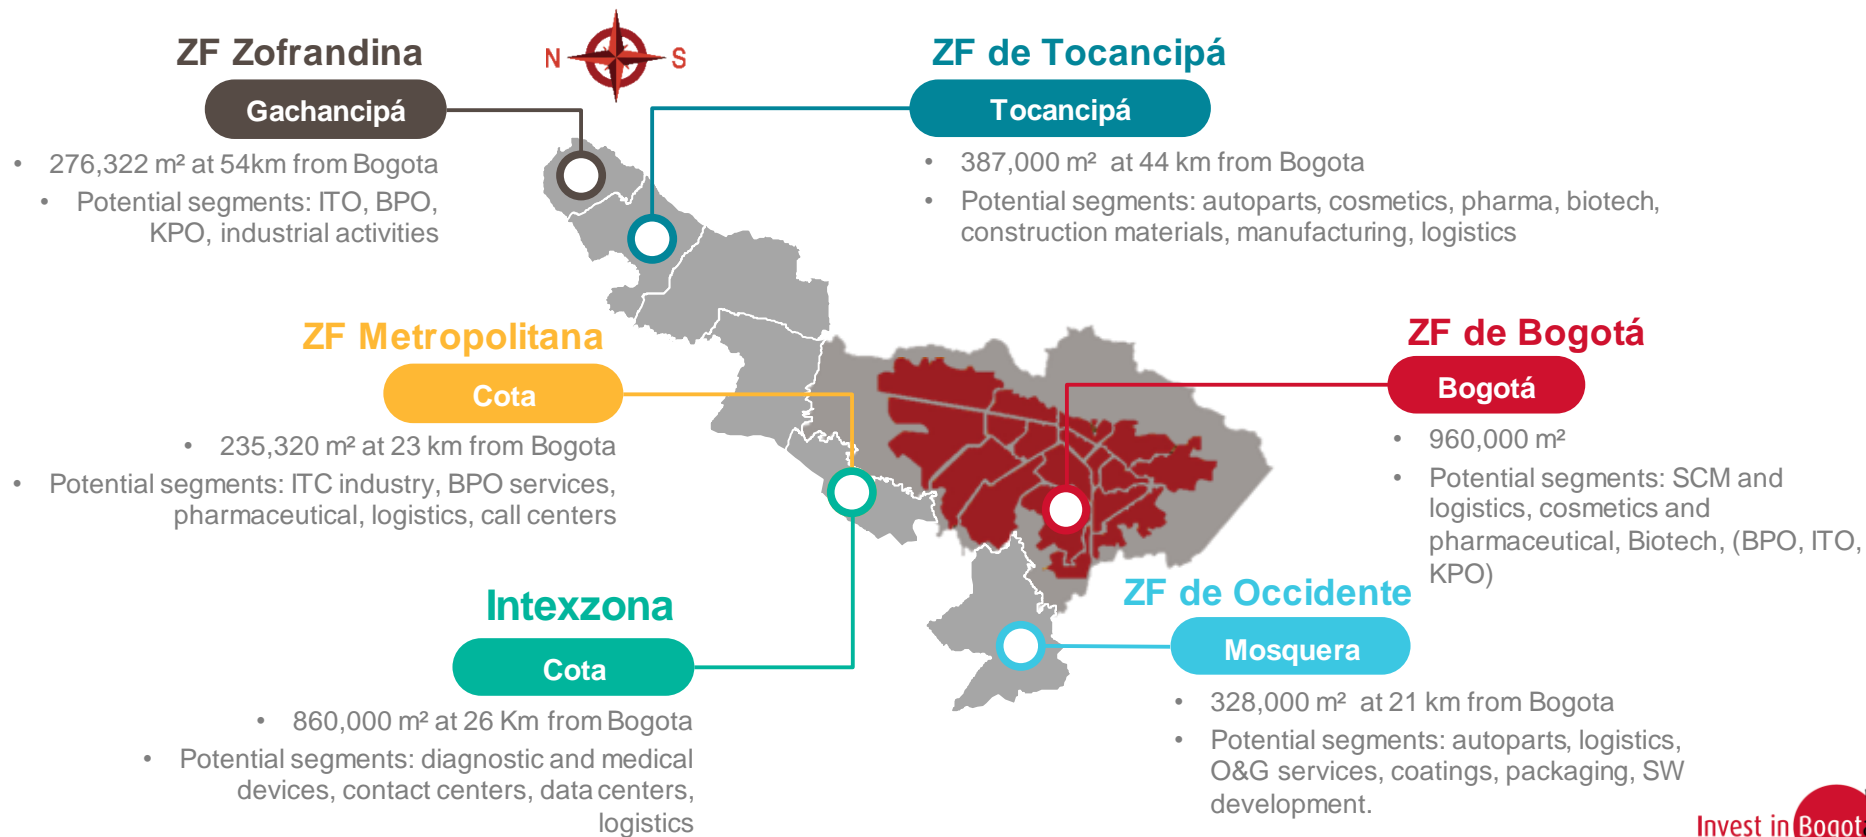 ZF Zofrandina
Gachancipá
• 276,322 m² at 54km from Bogota
• Potential segments: ITO, BPO,
KPO, industrial activities
N
S
ZF de Tocancipá
Tocancipá
• 387,000 m² at 44 km from Bogota
• Potential segments: autoparts, cosmetics, pharma, biotech,
construction materials, manufacturing, logistics
ZF Metropolitana
Cota
• 235,320 m² at 23 km from Bogota
• Potential segments: ITC industry, BPO services,
pharmaceutical, logistics, call centers
ZF de Bogotá
Bogotá
• 960,000 m²
• Potential segments: SCM and
logistics, cosmetics and
pharmaceutical, Biotech, (BPO, ITO,
KPO)
Intexzona
Cota
• 860,000 m² at 26 Km from Bogota
• Potential segments: diagnostic and medical
devices, contact centers, data centers,
logistics
ZF de Occidente
Mosquera
• 328,000 m² at 21 km from Bogota
• Potential segments: autoparts, logistics,
O&G services, coatings, packaging, SW
development.
Invest in Bogot